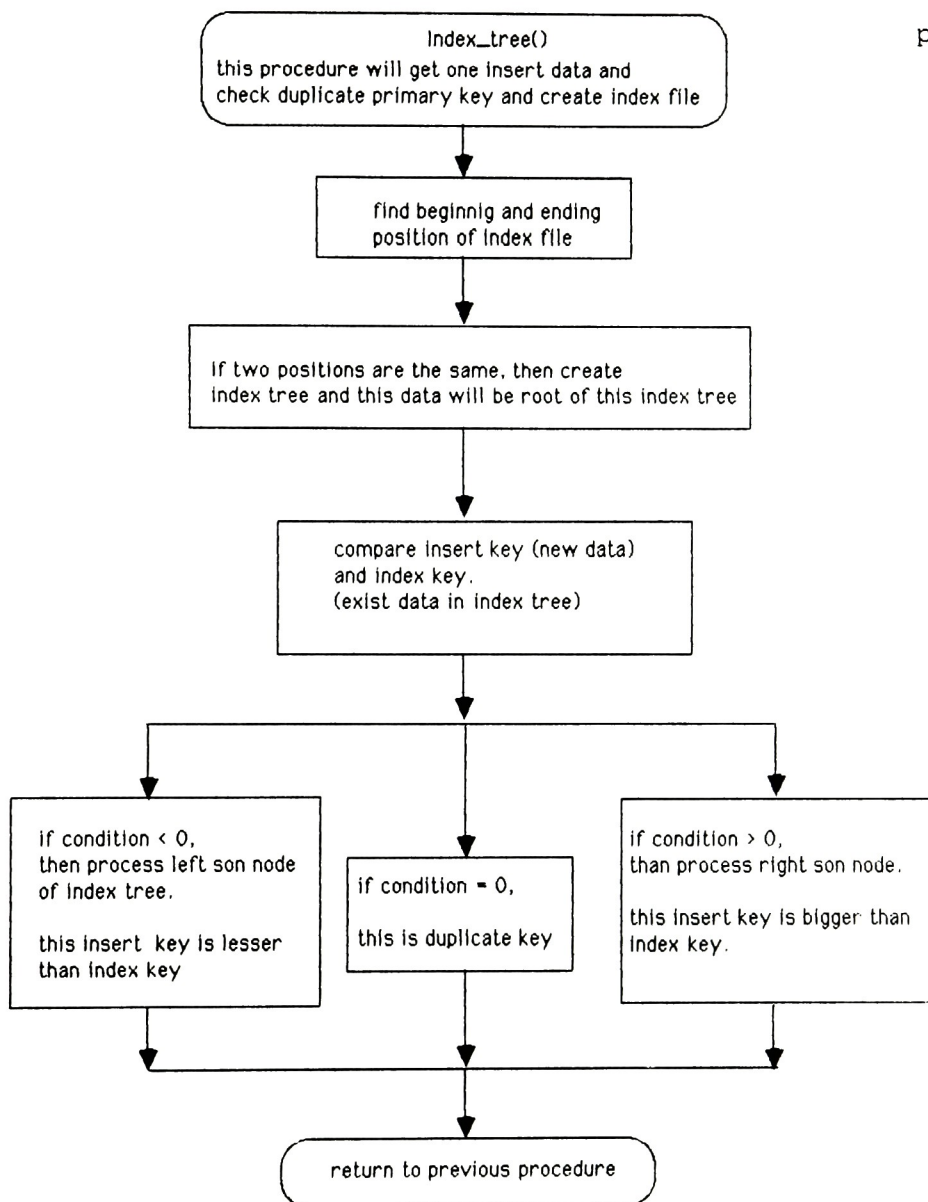 Index_tree()
p
this procedure will get one insert data and
check duplicate primary key and create index file
find beginnig and ending
position of index file
if two positions are the same, then create
index tree and this data will be root of this index tree
compare insert key (new data)
and index key.
(exist data in index tree)
if condition < 0,
then process left son node
of index tree.
this insert key is lesser
than index key
if condition = 0,
this is duplicate key
if condition > 0,
than process right son node.
this insert key is bigger than
index key.
return to previous procedure